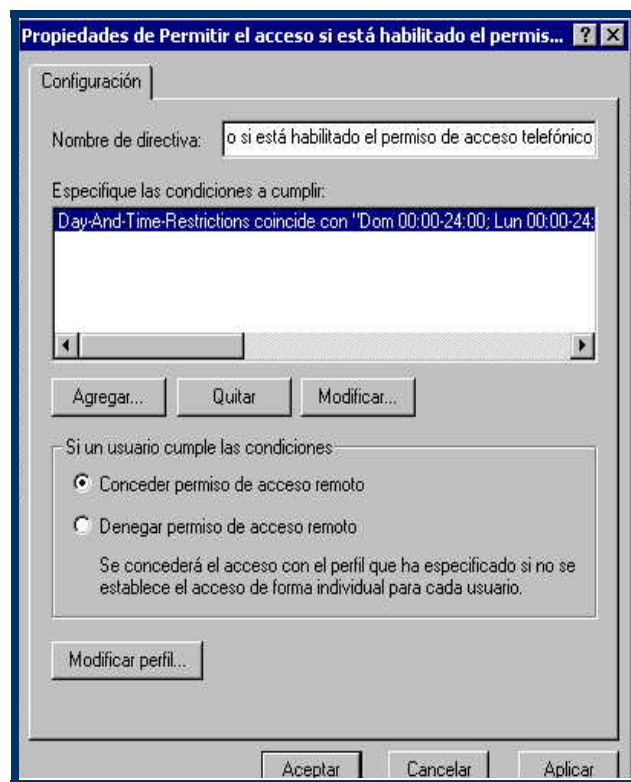 Propiedades de Permitir el acceso si está habilitado el permis...
Configuración
Nombre de directiva: o si está habilitado el permiso de acceso telefónico
Especifique las condiciones a cumplir:
Day-And-Time-Restrictions coincide con "Dom 00:00-24:00; Lun 00:00-24:
Agregar... Quitar Modificar...
Si un usuario cumple las condiciones
Conceder permiso de acceso remoto
Denegar permiso de acceso remoto
Se concederá el acceso con el perfil que ha especificado si no se
establece el acceso de forma individual para cada usuario.
Modificar perfil...
Aceptar Cancelar Aplicar